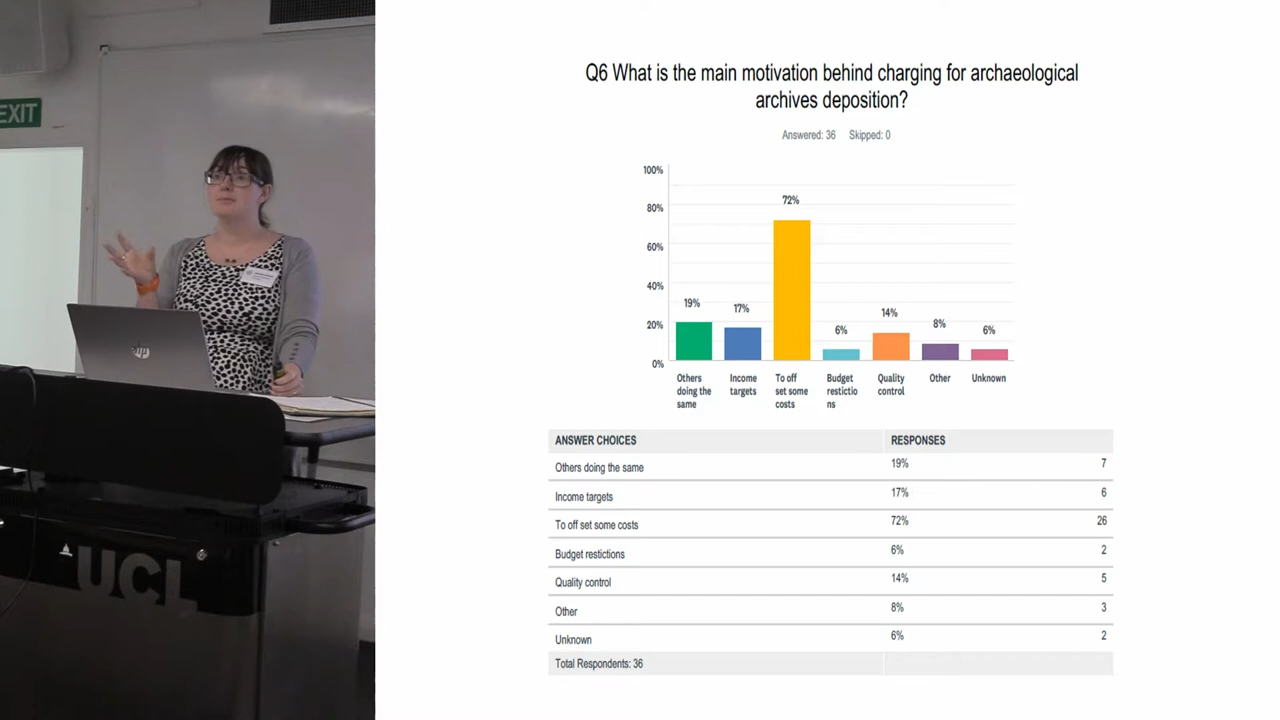 EXIT
hp
UCL
Q6 What is the main motivation behind charging for archaeological
archives deposition?
Answered: 36 Skipped: 0
100%
80%
60%
40%
20%
0%
19%
17%
72%
6%
14%
8%
6%
Others
doing the
same
Income
targets
To off
set some
costs
Budget
restictio
ns
Quality
control
Other
Unknown
ANSWER CHOICES RESPONSES
Others doing the same 19% 7
Income targets 17% 6
To off set some costs 72% 26
Budget restictions 6% 2
Quality control 14% 5
Other 8% 3
Unknown 6% 2
Total Respondents: 36